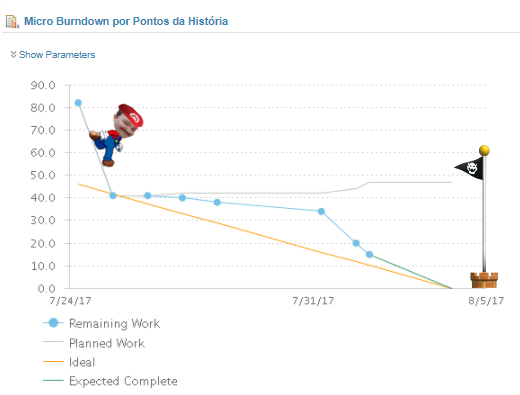 Micro Burndown por Pontos da História
Show Parameters
90.0
80.0
70.0
60.0
50.0
40.0
30.0
20.0
10.0
0.0
7/24/17 7/31/17 8/5/17
Remaining Work
Planned Work
Ideal
Expected Complete